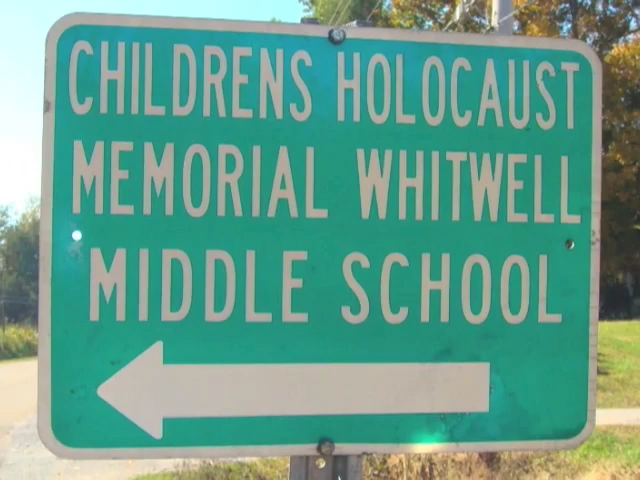 CHILDRENS HOLOCAUST
MEMORIAL WHITWELL
MIDDLE SCHOOL